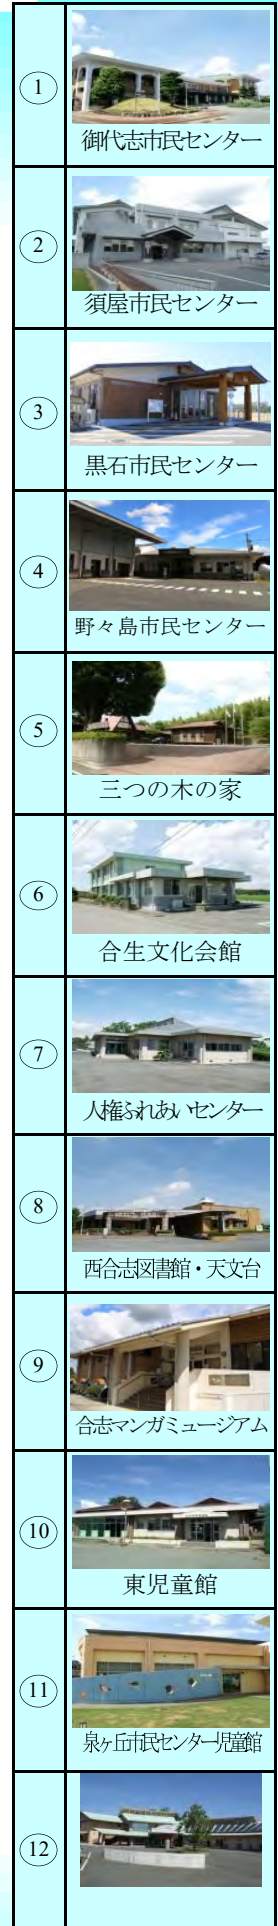 ①
御代志市民センター
②
須屋市民センター
③
黒石市民センター
④
野々島市民センター
⑤
三つの木の家
⑥
合生文化会館
⑦
人権ふれあいセンター
⑧
西合志図書館・天文台
⑨
合志マンガミュージアム
⑩
東児童館
⑪
泉ヶ丘市民センター児童館
⑫